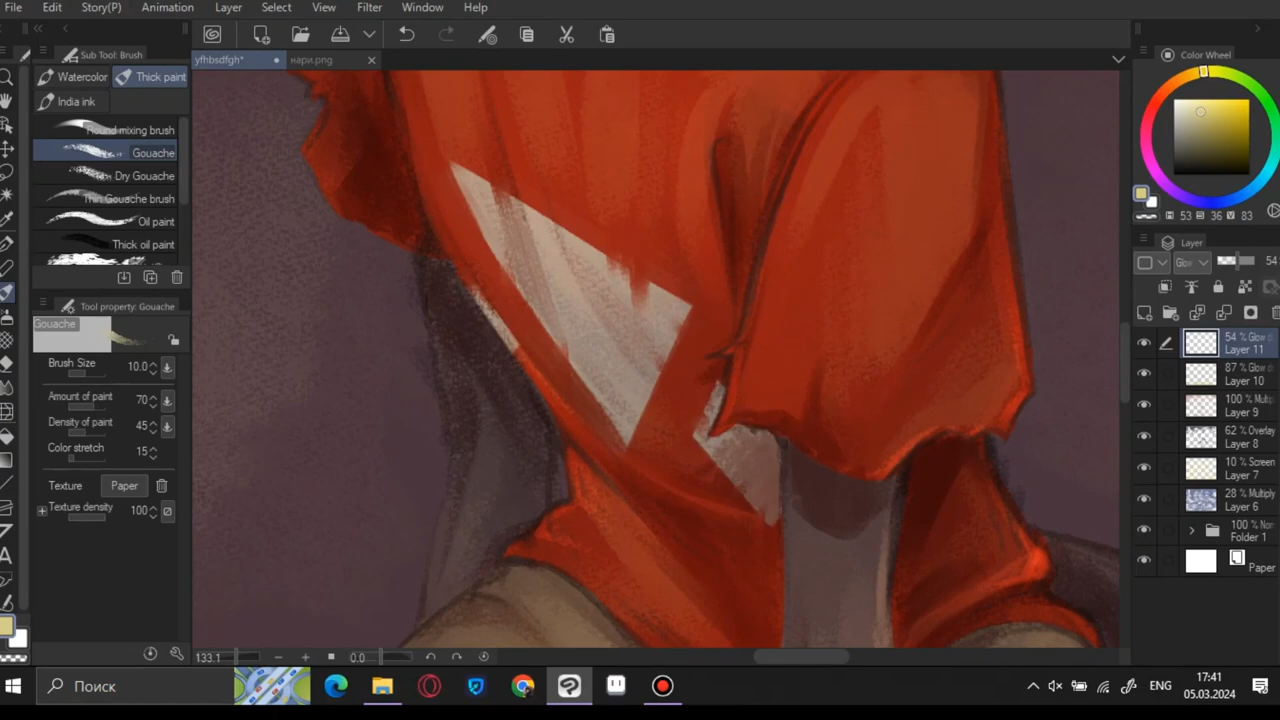 File Edit Story(P) Animation Layer Select View Filter Window Help
Sub Tool: Brush
yfhbsdfgh*
нари.png
Color Wheel
Watercolor
Thick paint
India ink
Round mixing brush
Gouache
Dry Gouache
Thin Gouache brush
Oil paint
Thick oil paint
Tool property: Gouache
Gouache
Brush Size 10.0
Amount of paint 70
Density of paint 45
Color stretch 15
Texture Paper
Texture density 100
133.1
0.0
H 53 S 36 V 83
Layer
Glow
54
54 % Glow d
Layer 11
87 % Glow d
Layer 10
100 % Multip
Layer 9
62 % Overlay
Layer 8
10 % Screen
Layer 7
28 % Multiply
Layer 6
100 % Nor
Folder 1
Paper
Поиск
ENG
17:41
05.03.2024